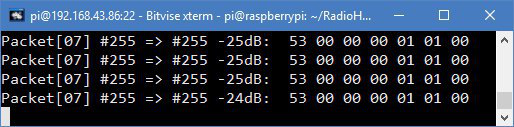 pi@192.168.43.86:22 - Bitvise xterm - pi@raspberrypi: ~/RadioH...
Packet[07] #255 => #255 -25dB:  53 00 00 00 01 01 00
Packet[07] #255 => #255 -25dB:  53 00 00 00 01 01 00
Packet[07] #255 => #255 -25dB:  53 00 00 00 01 01 00
Packet[07] #255 => #255 -24dB:  53 00 00 00 01 01 00